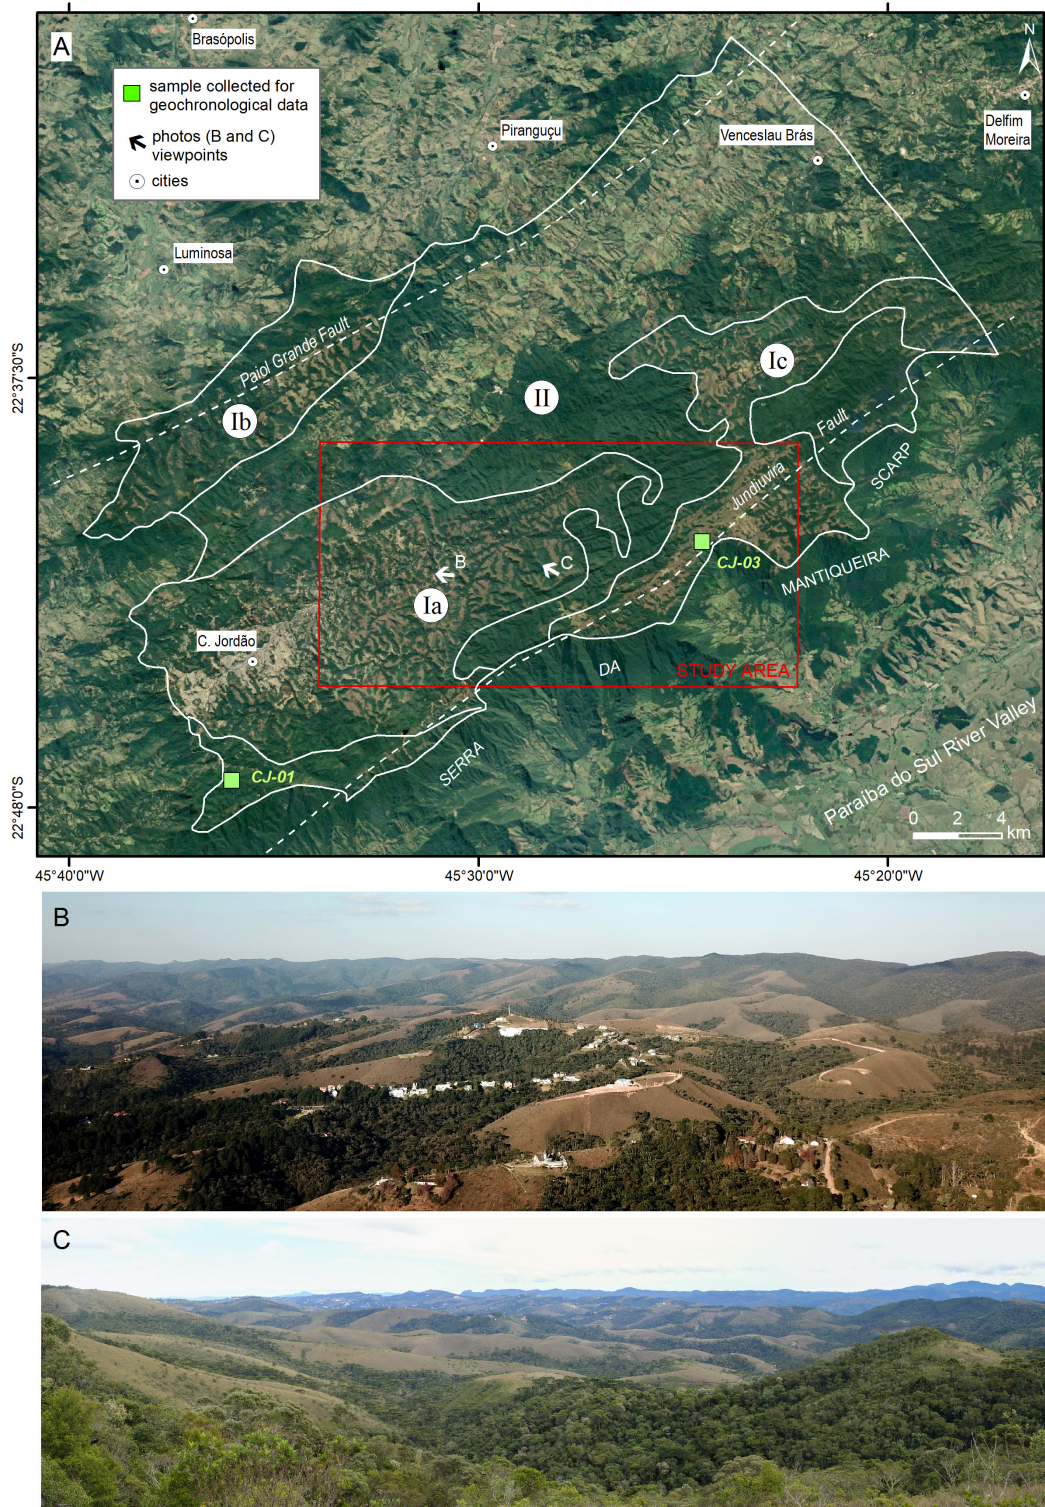 A
Brasópolis
N
sample collected for
geochronological data
photos (B and C)
viewpoints
cities
Piranguçu
Venceslau Brás
Delfim
Moreira
Luminosa
Paiol Grande Fault
22°37'30"S
Ib
II
Ic
Fault
Jundiuvira
SCARP
CJ-03
MANTIQUEIRA
B
C
Ia
C. Jordão
DA
STUDY AREA
SERRA
CJ-01
Paraíba do Sul River Valley
22°48'0"S
0 2 4
km
45°40'0"W
45°30'0"W
45°20'0"W
B
C